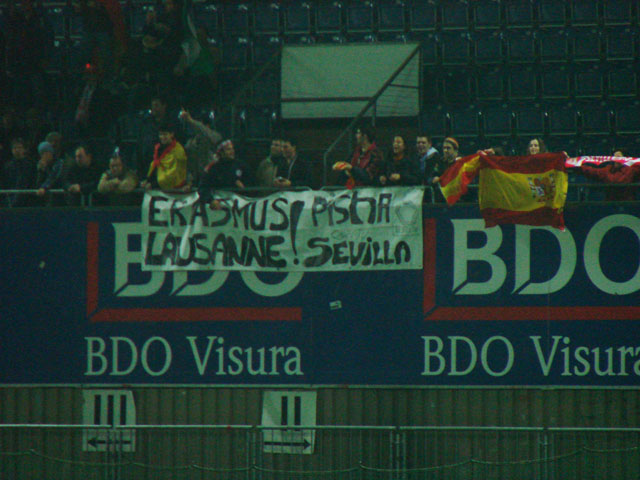 ERASMUS! PISHA
LAUSANNE! SEVILLA
BDO
BDO
BDO Visura
BDO Visura
III
II